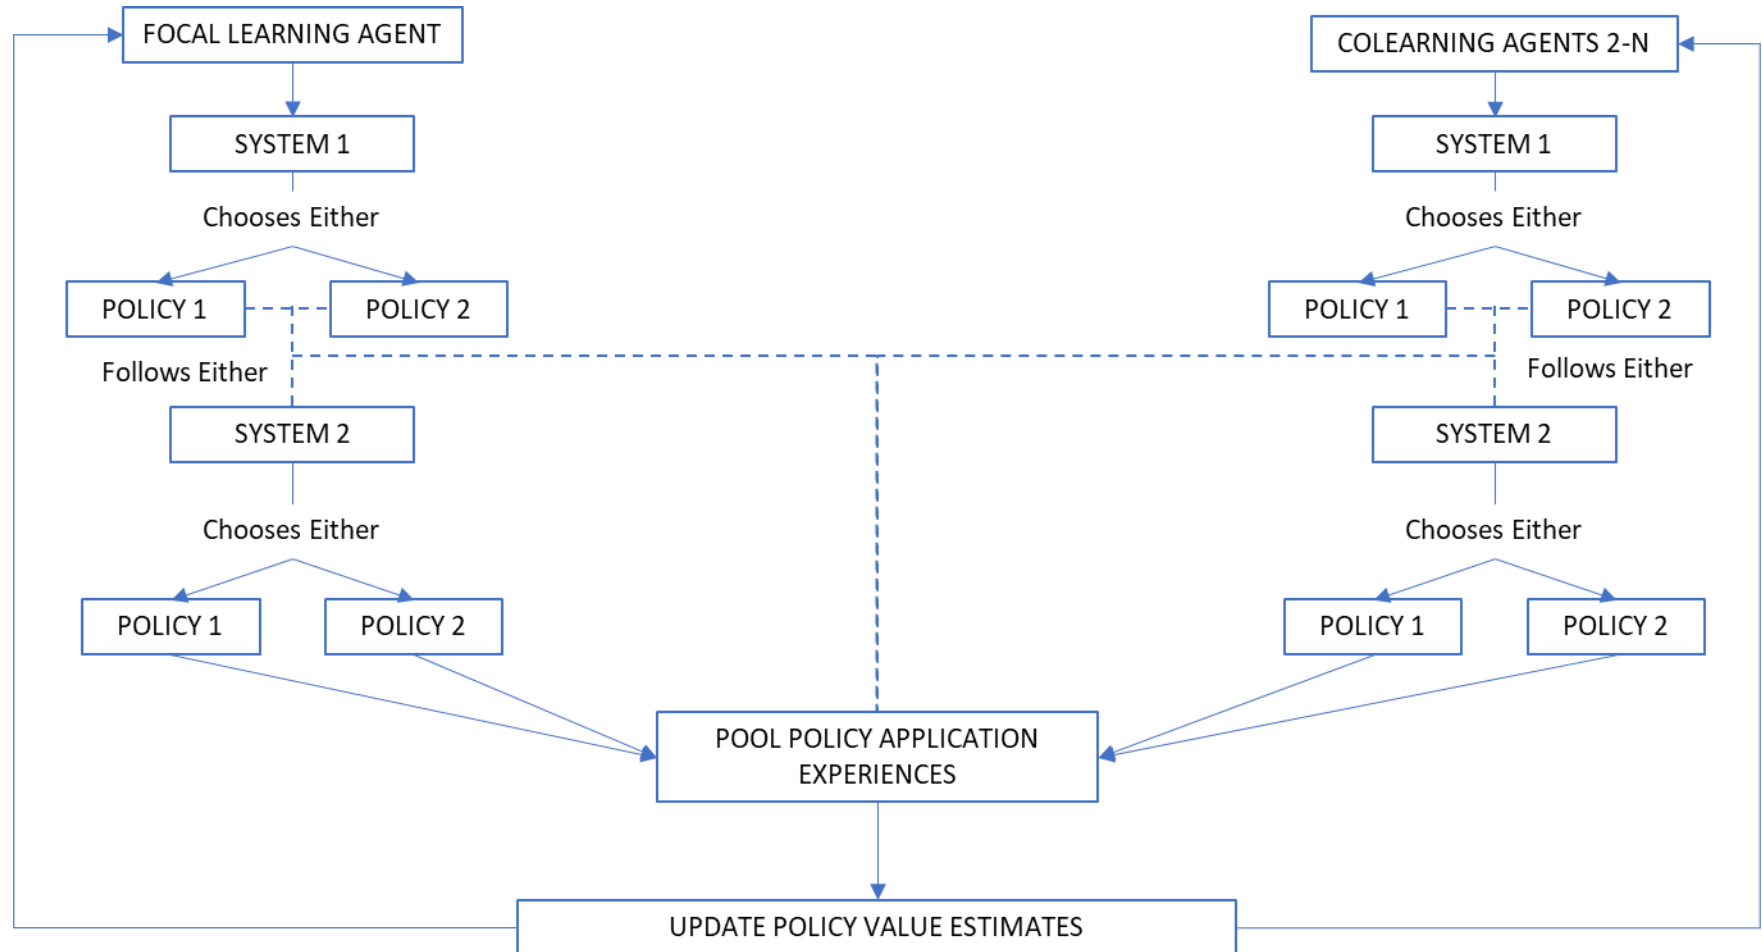 FOCAL LEARNING AGENT
COLEARNING AGENTS 2-N
SYSTEM 1
SYSTEM 1
Chooses Either
Chooses Either
POLICY 1
POLICY 2
POLICY 1
POLICY 2
Follows Either
Follows Either
SYSTEM 2
SYSTEM 2
Chooses Either
Chooses Either
POLICY 1
POLICY 2
POLICY 1
POLICY 2
POOL POLICY APPLICATION
EXPERIENCES
UPDATE POLICY VALUE ESTIMATES